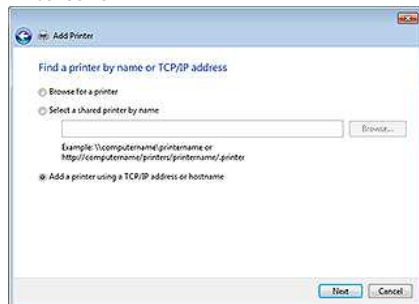 Add Printer
Find a printer by name or TCP/IP address
Browse for a printer
Select a shared printer by name
Browse...
Example: \\computername\printername or
http://computername/printers/printername/.printer
Add a printer using a TCP/IP address or hostname
Next Cancel